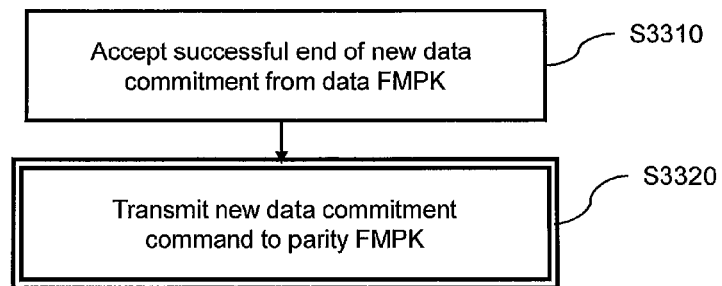 Accept successful end of new data
commitment from data FMPK
S3310
Transmit new data commitment
command to parity FMPK
S3320